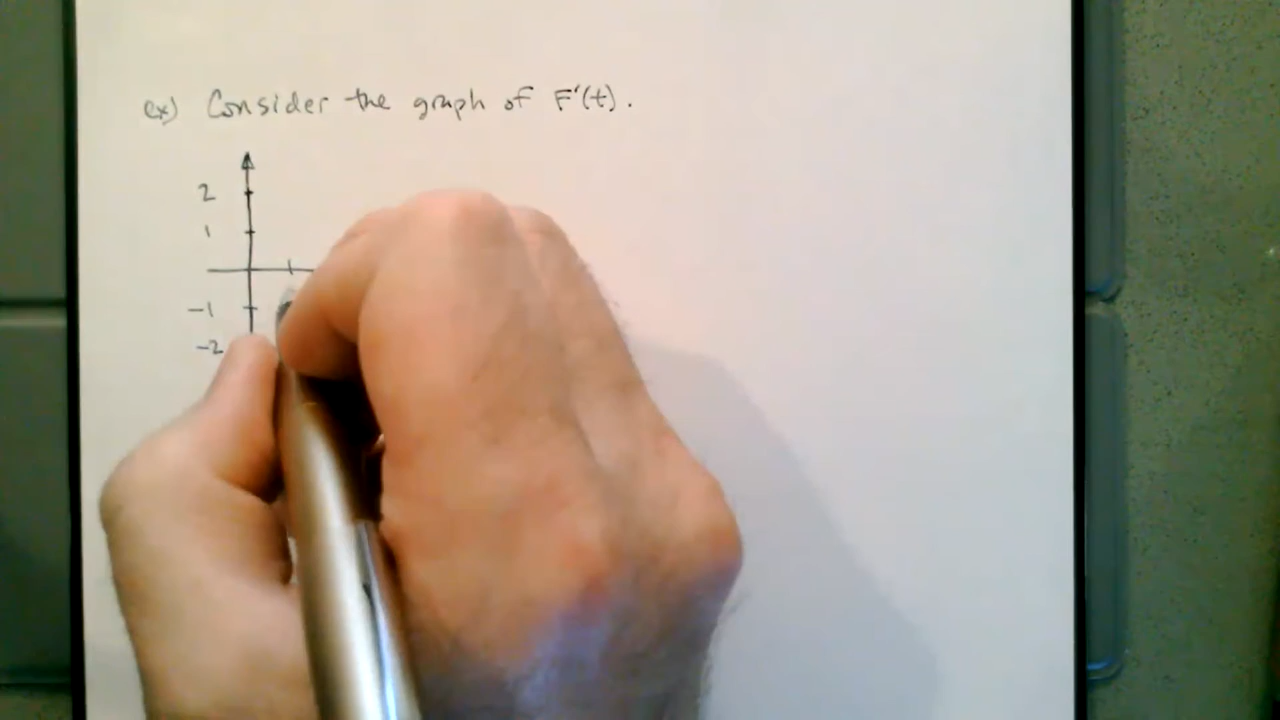 ex) Consider the graph of F'(t).
2
1
-1
-2